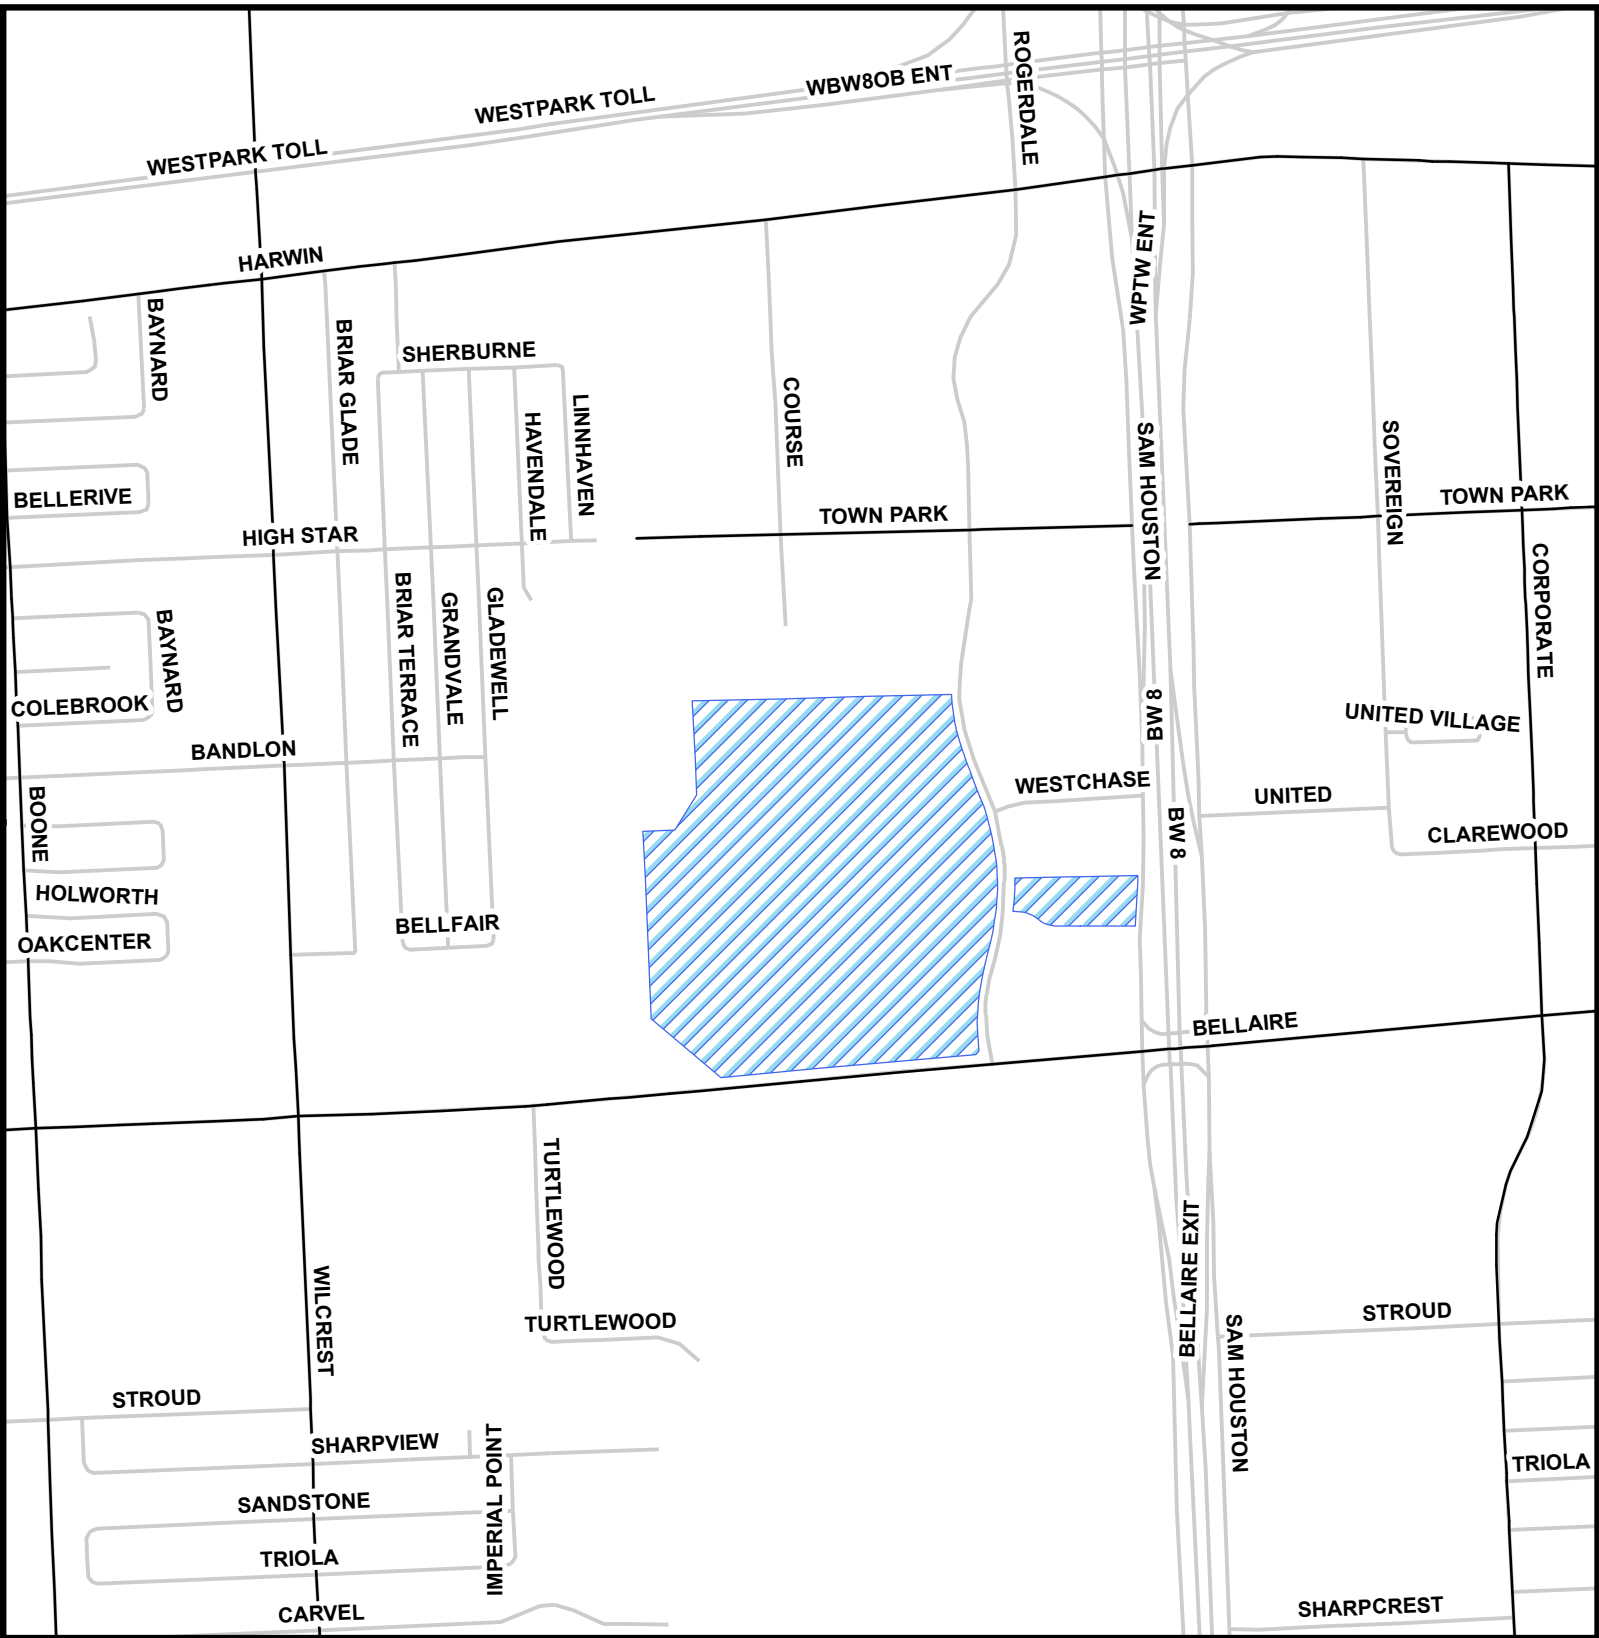 ROGERDALE
WBW8OB ENT
WESTPARK TOLL
WESTPARK TOLL
HARWIN
WPTW ENT
BAYNARD
BRIAR GLADE
SHERBURNE
COURSE
LINNHAVEN
HAVENDALE
SAM HOUSTON
SOVEREIGN
BELLERIVE
TOWN PARK
TOWN PARK
HIGH STAR
CORPORATE
BRIAR TERRACE
GRANDVALE
GLADEWELL
BAYNARD
COLEBROOK
BW 8
UNITED VILLAGE
BANDLON
WESTCHASE
UNITED
BOONE
BW 8
CLAREWOOD
HOLWORTH
BELLFAIR
OAKCENTER
BELLAIRE
TURTLEWOOD
BELLAIRE EXIT
WILCREST
TURTLEWOOD
STROUD
SAM HOUSTON
STROUD
SHARPVIEW
IMPERIAL POINT
TRIOLA
SANDSTONE
TRIOLA
CARVEL
SHARPCREST